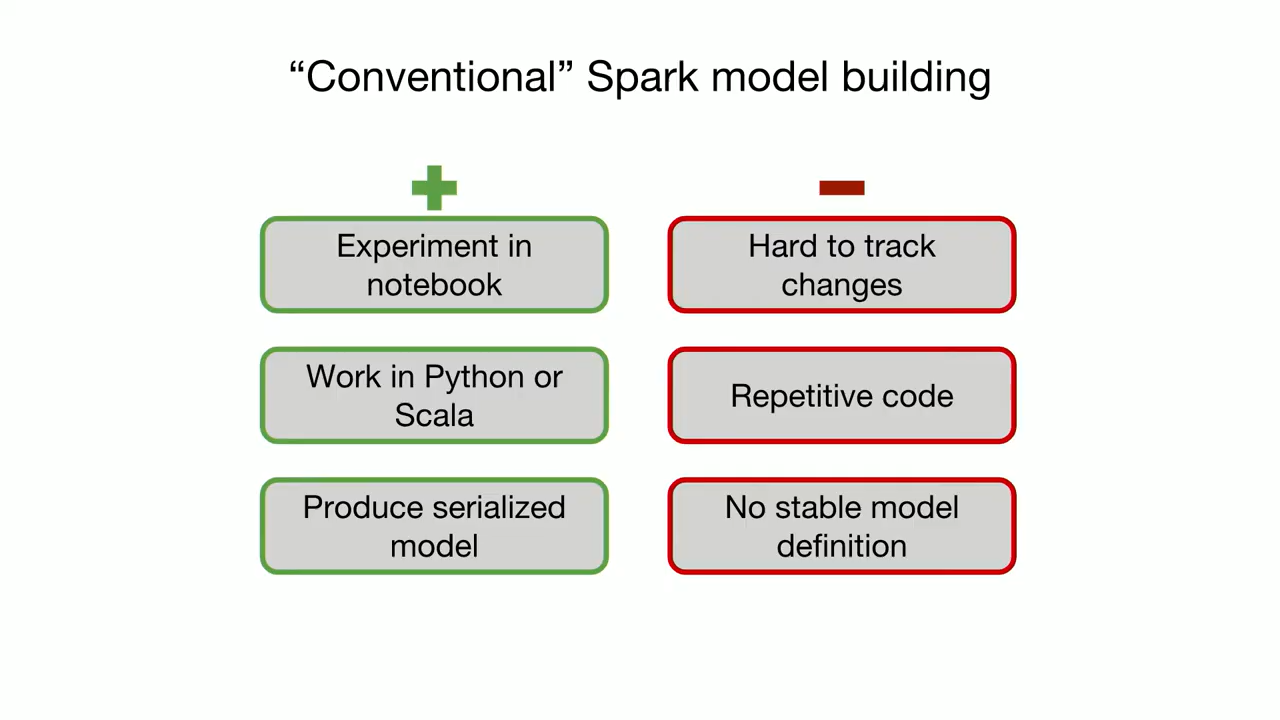 “Conventional” Spark model building
Experiment in
notebook
Work in Python or
Scala
Produce serialized
model
Hard to track
changes
Repetitive code
No stable model
definition